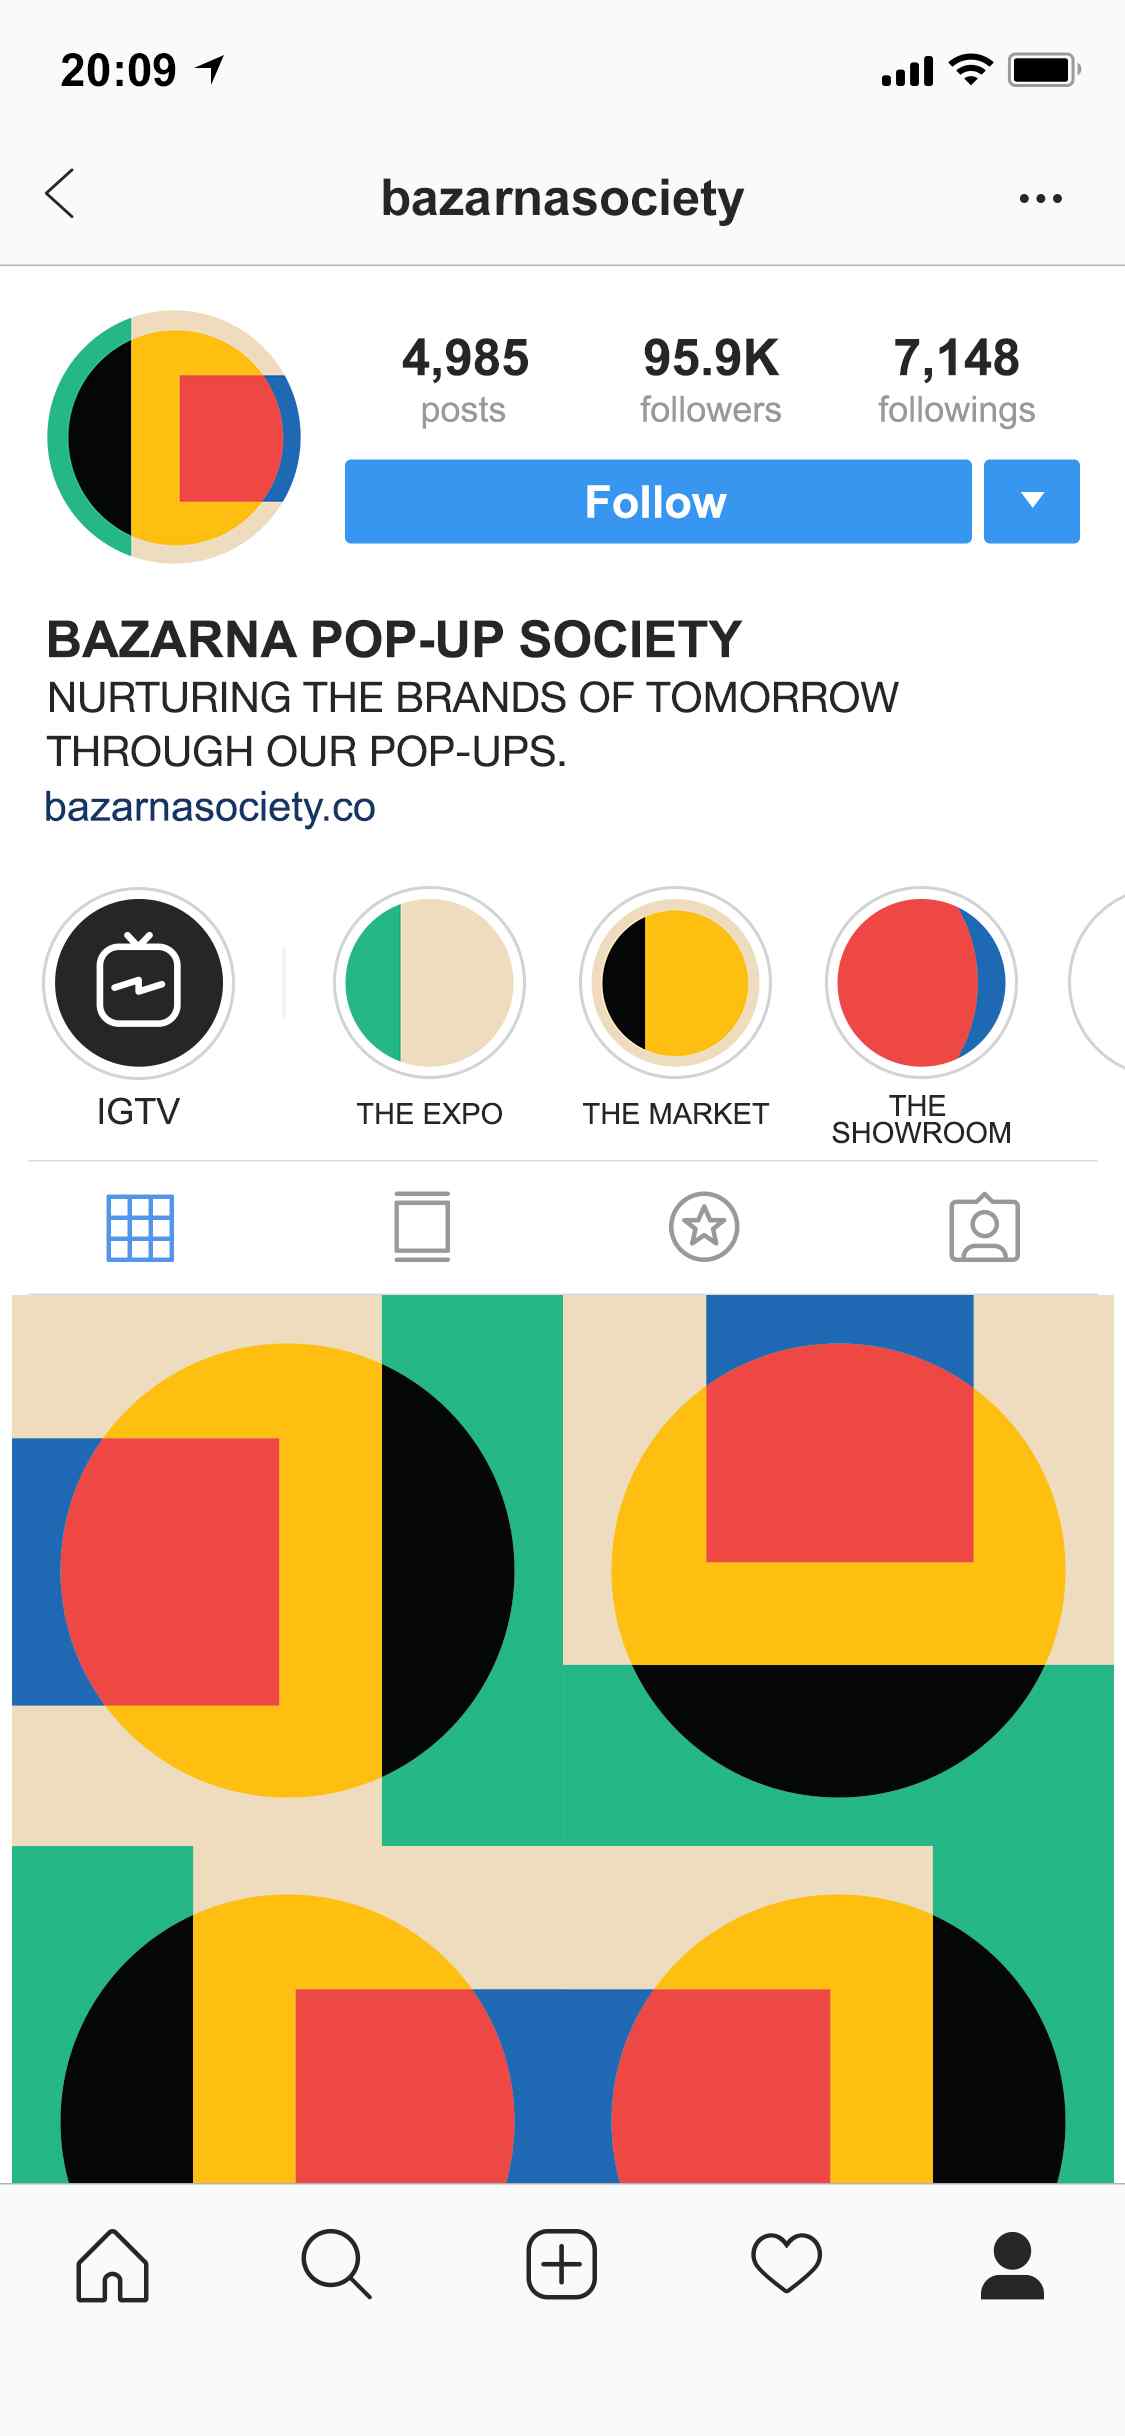 20:09
bazarnasociety
4,985 95.9K 7,148
posts followers followings
Follow
BAZARNA POP-UP SOCIETY
NURTURING THE BRANDS OF TOMORROW
THROUGH OUR POP-UPS.
bazarnasociety.co
IGTV
THE EXPO
THE MARKET
THE
SHOWROOM